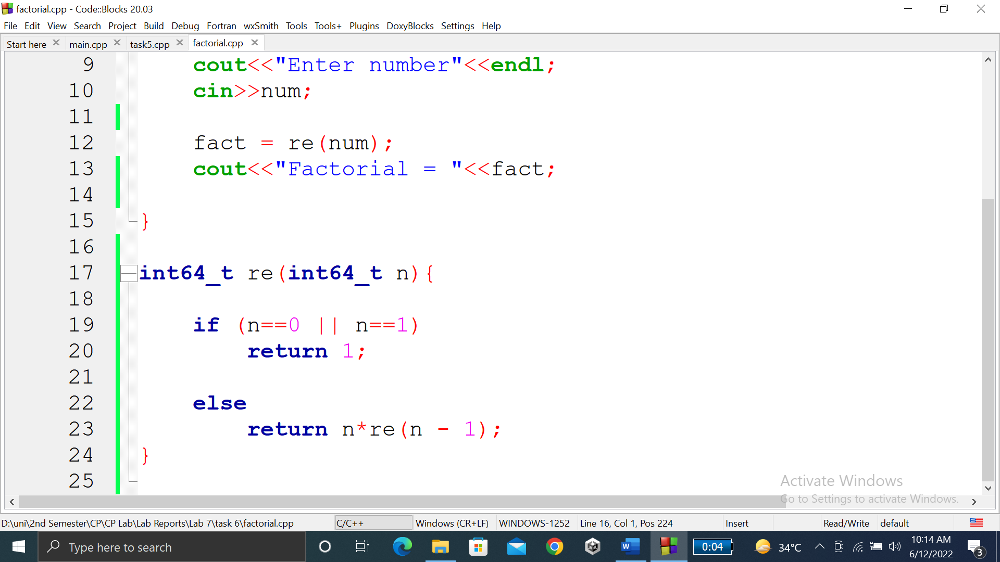 factorial.cpp - Code::Blocks 20.03
File Edit View Search Project Build Debug Fortran wxSmith Tools Tools+ Plugins DoxyBlocks Settings Help
Start here main.cpp task5.cpp factorial.cpp
9 cout<<"Enter number"<<endl;
10 cin>>num;
11
12 fact = re(num);
13 cout<<"Factorial = "<<fact;
14
15 }
16
17 int64_t re(int64_t n){
18
19 if (n==0 || n==1)
20 return 1;
21
22 else
23 return n*re(n - 1);
24 }
25
Activate Windows
Go to Settings to activate Windows.
D:\uni\2nd Semester\CP\CP Lab\Lab Reports\Lab 7\task 6\factorial.cpp C/C++ Windows (CR+LF) WINDOWS-1252 Line 16, Col 1, Pos 224 Insert Read/Write default
Type here to search 0:04 34°C 10:14 AM
6/12/2022 3